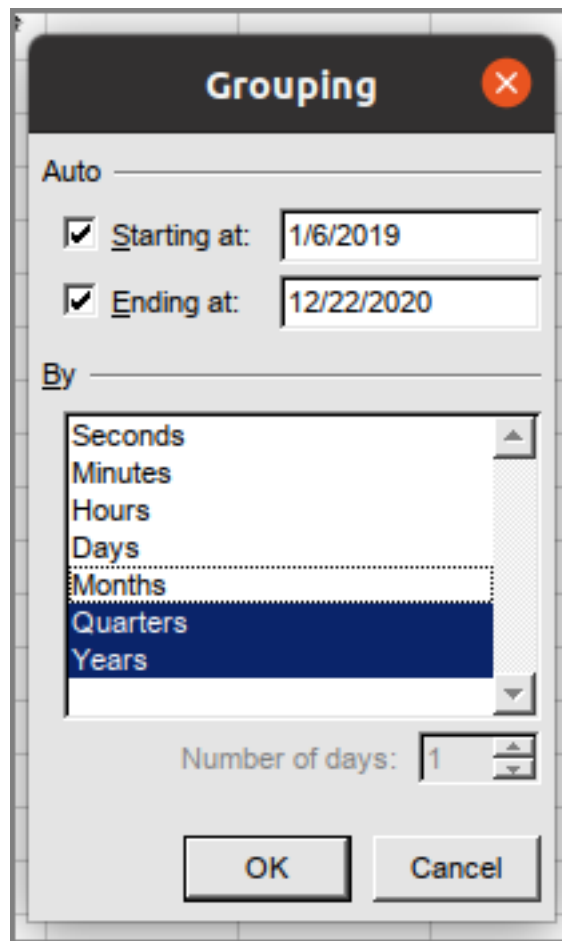 Grouping
Auto
Starting at: 1/6/2019
Ending at: 12/22/2020
By
Seconds
Minutes
Hours
Days
Months
Quarters
Years
Number of days: 1
OK Cancel